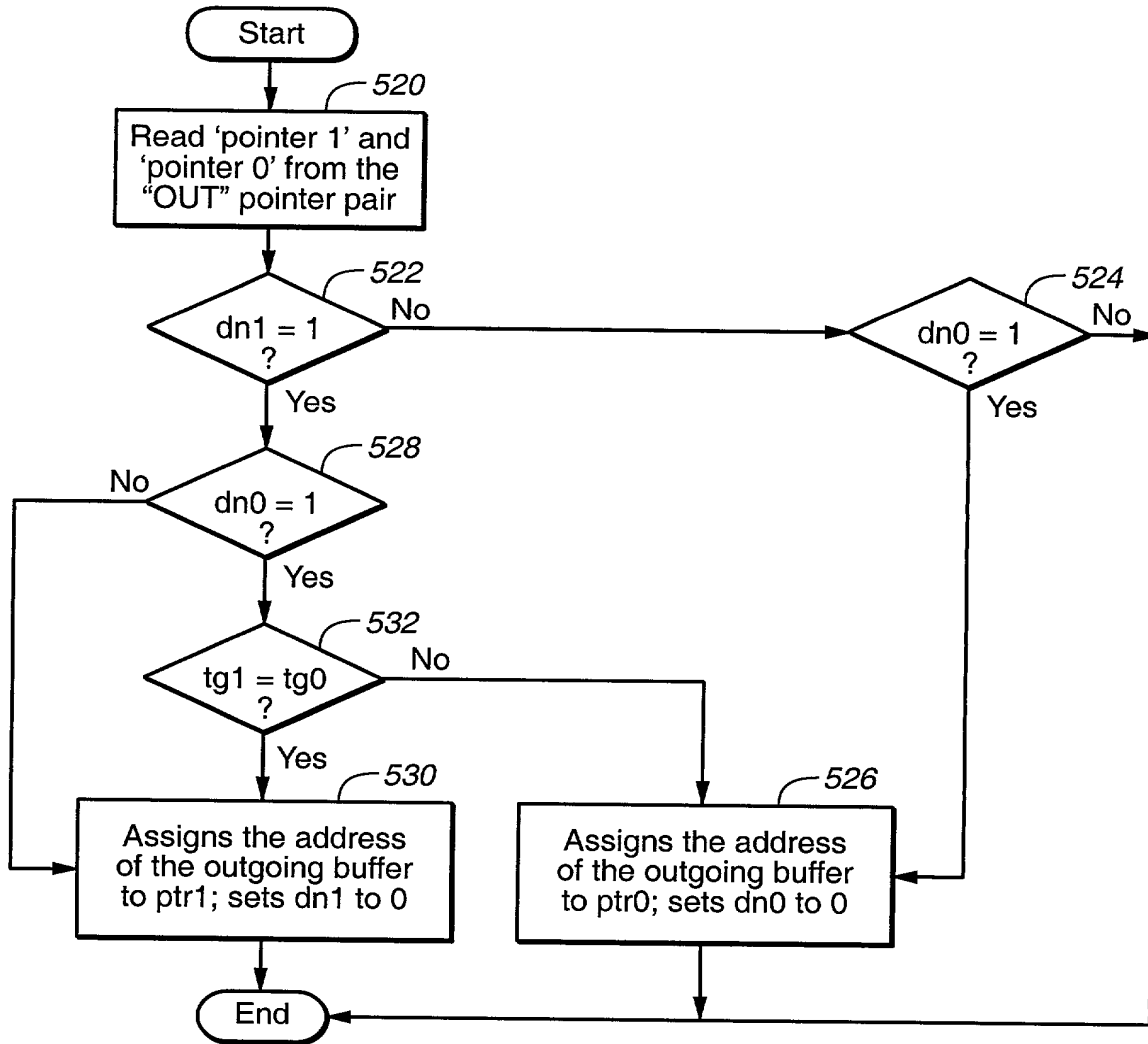 Start
520
Read ‘pointer 1’ and
‘pointer 0’ from the
“OUT” pointer pair
522
dn1 = 1
?
No
Yes
524
dn0 = 1
?
No
Yes
528
dn0 = 1
?
No
Yes
532
tg1 = tg0
?
No
Yes
530
Assigns the address
of the outgoing buffer
to ptr1; sets dn1 to 0
526
Assigns the address
of the outgoing buffer
to ptr0; sets dn0 to 0
End